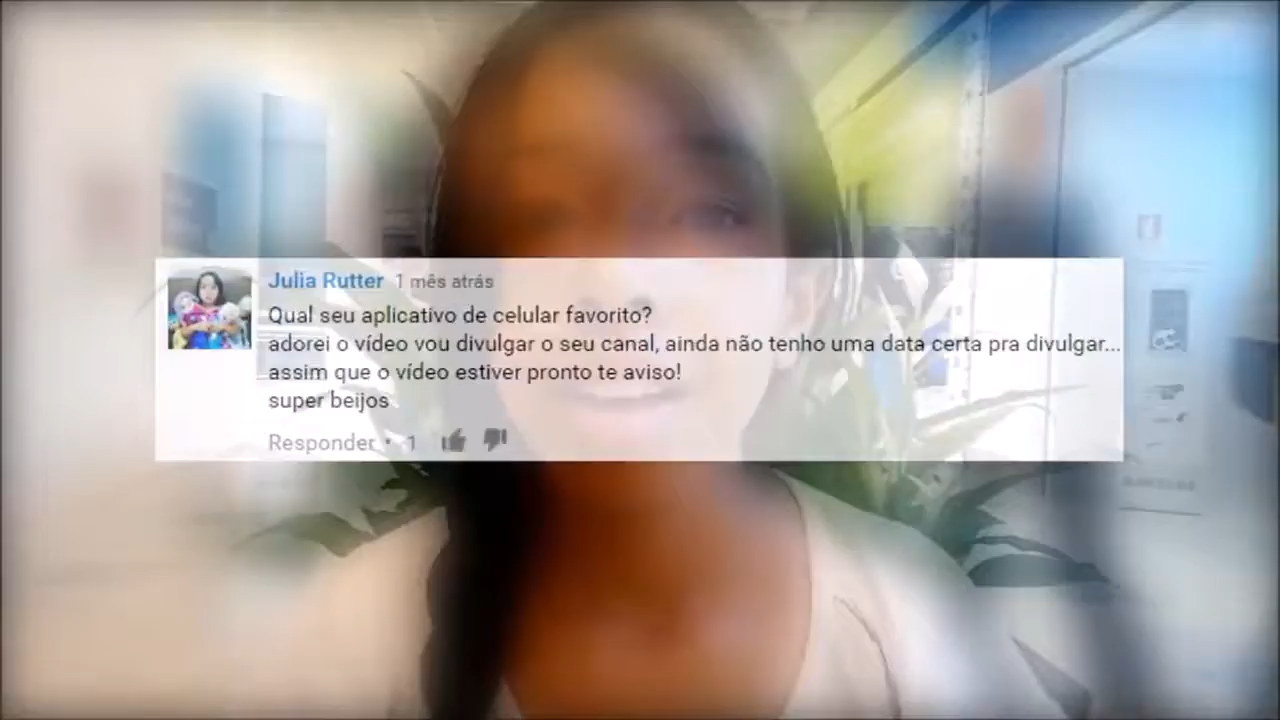 Julia Rutter 1 mês atrás
Qual seu aplicativo de celular favorito?
adorei o vídeo vou divulgar o seu canal, ainda não tenho uma data certa pra divulgar...
assim que o vídeo estiver pronto te aviso!
super beijos
Responder • 1